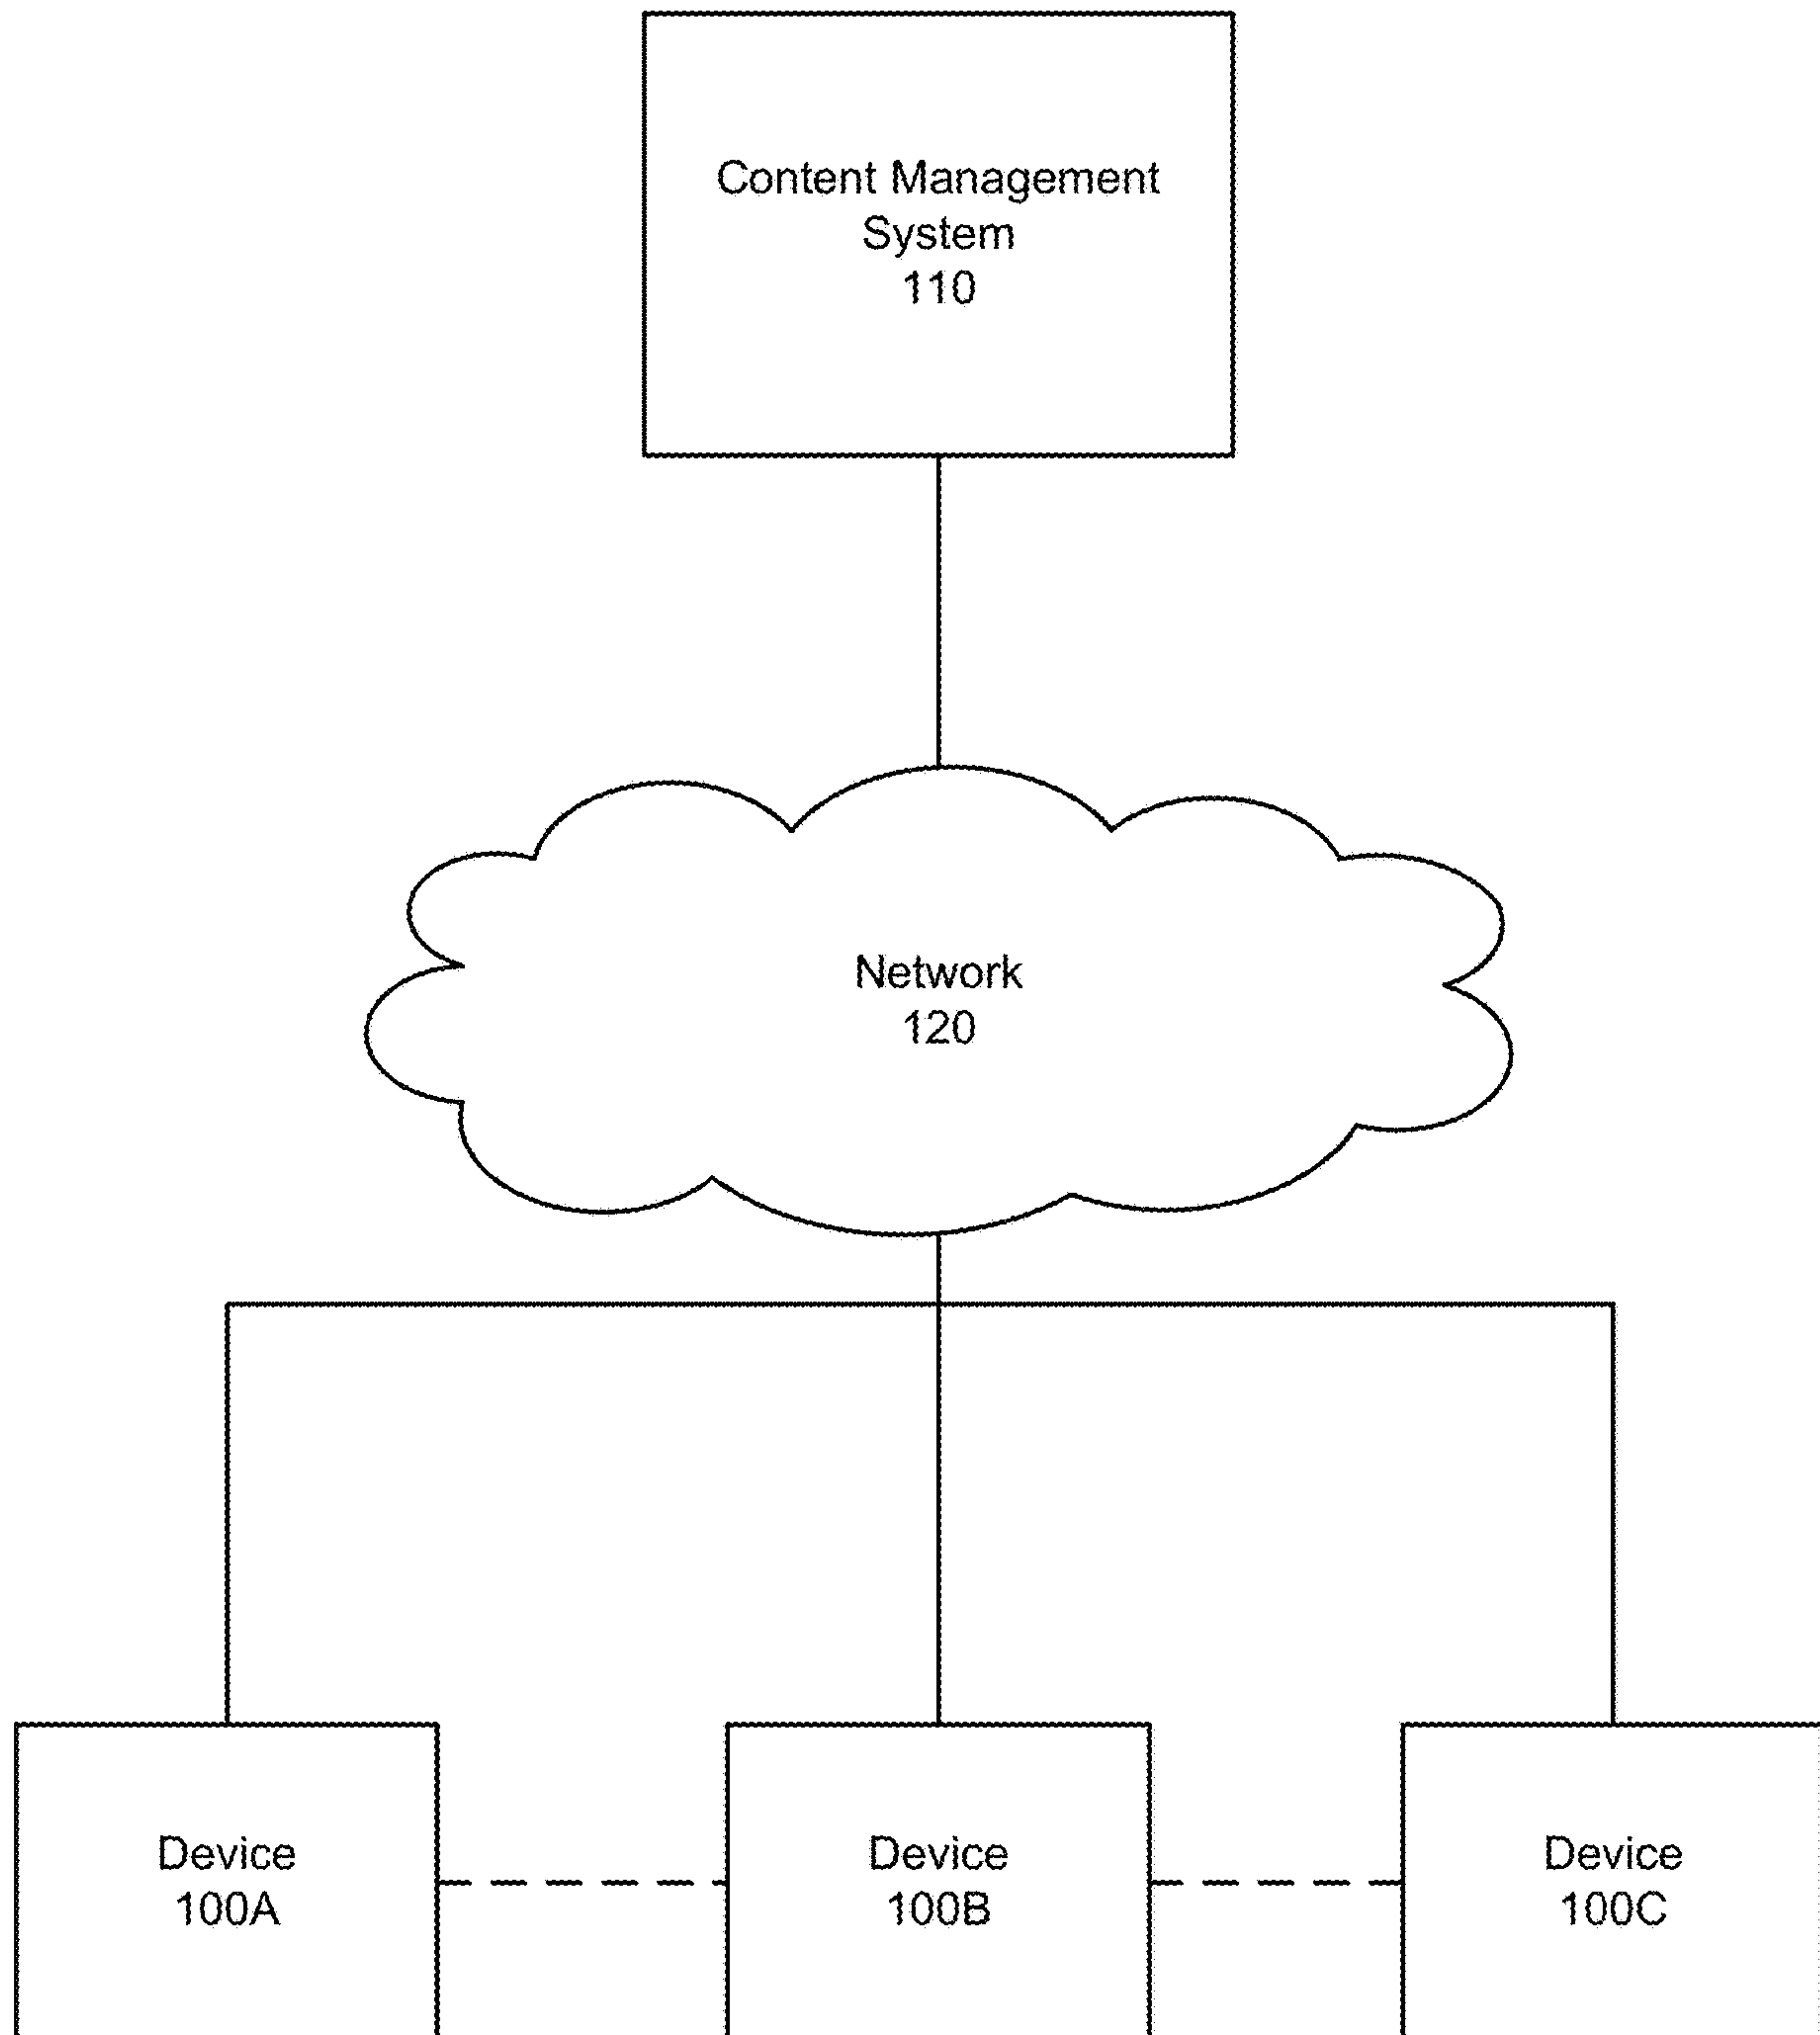 Content Management
System
110
Network
120
Device
100A
Device
100B
Device
100C